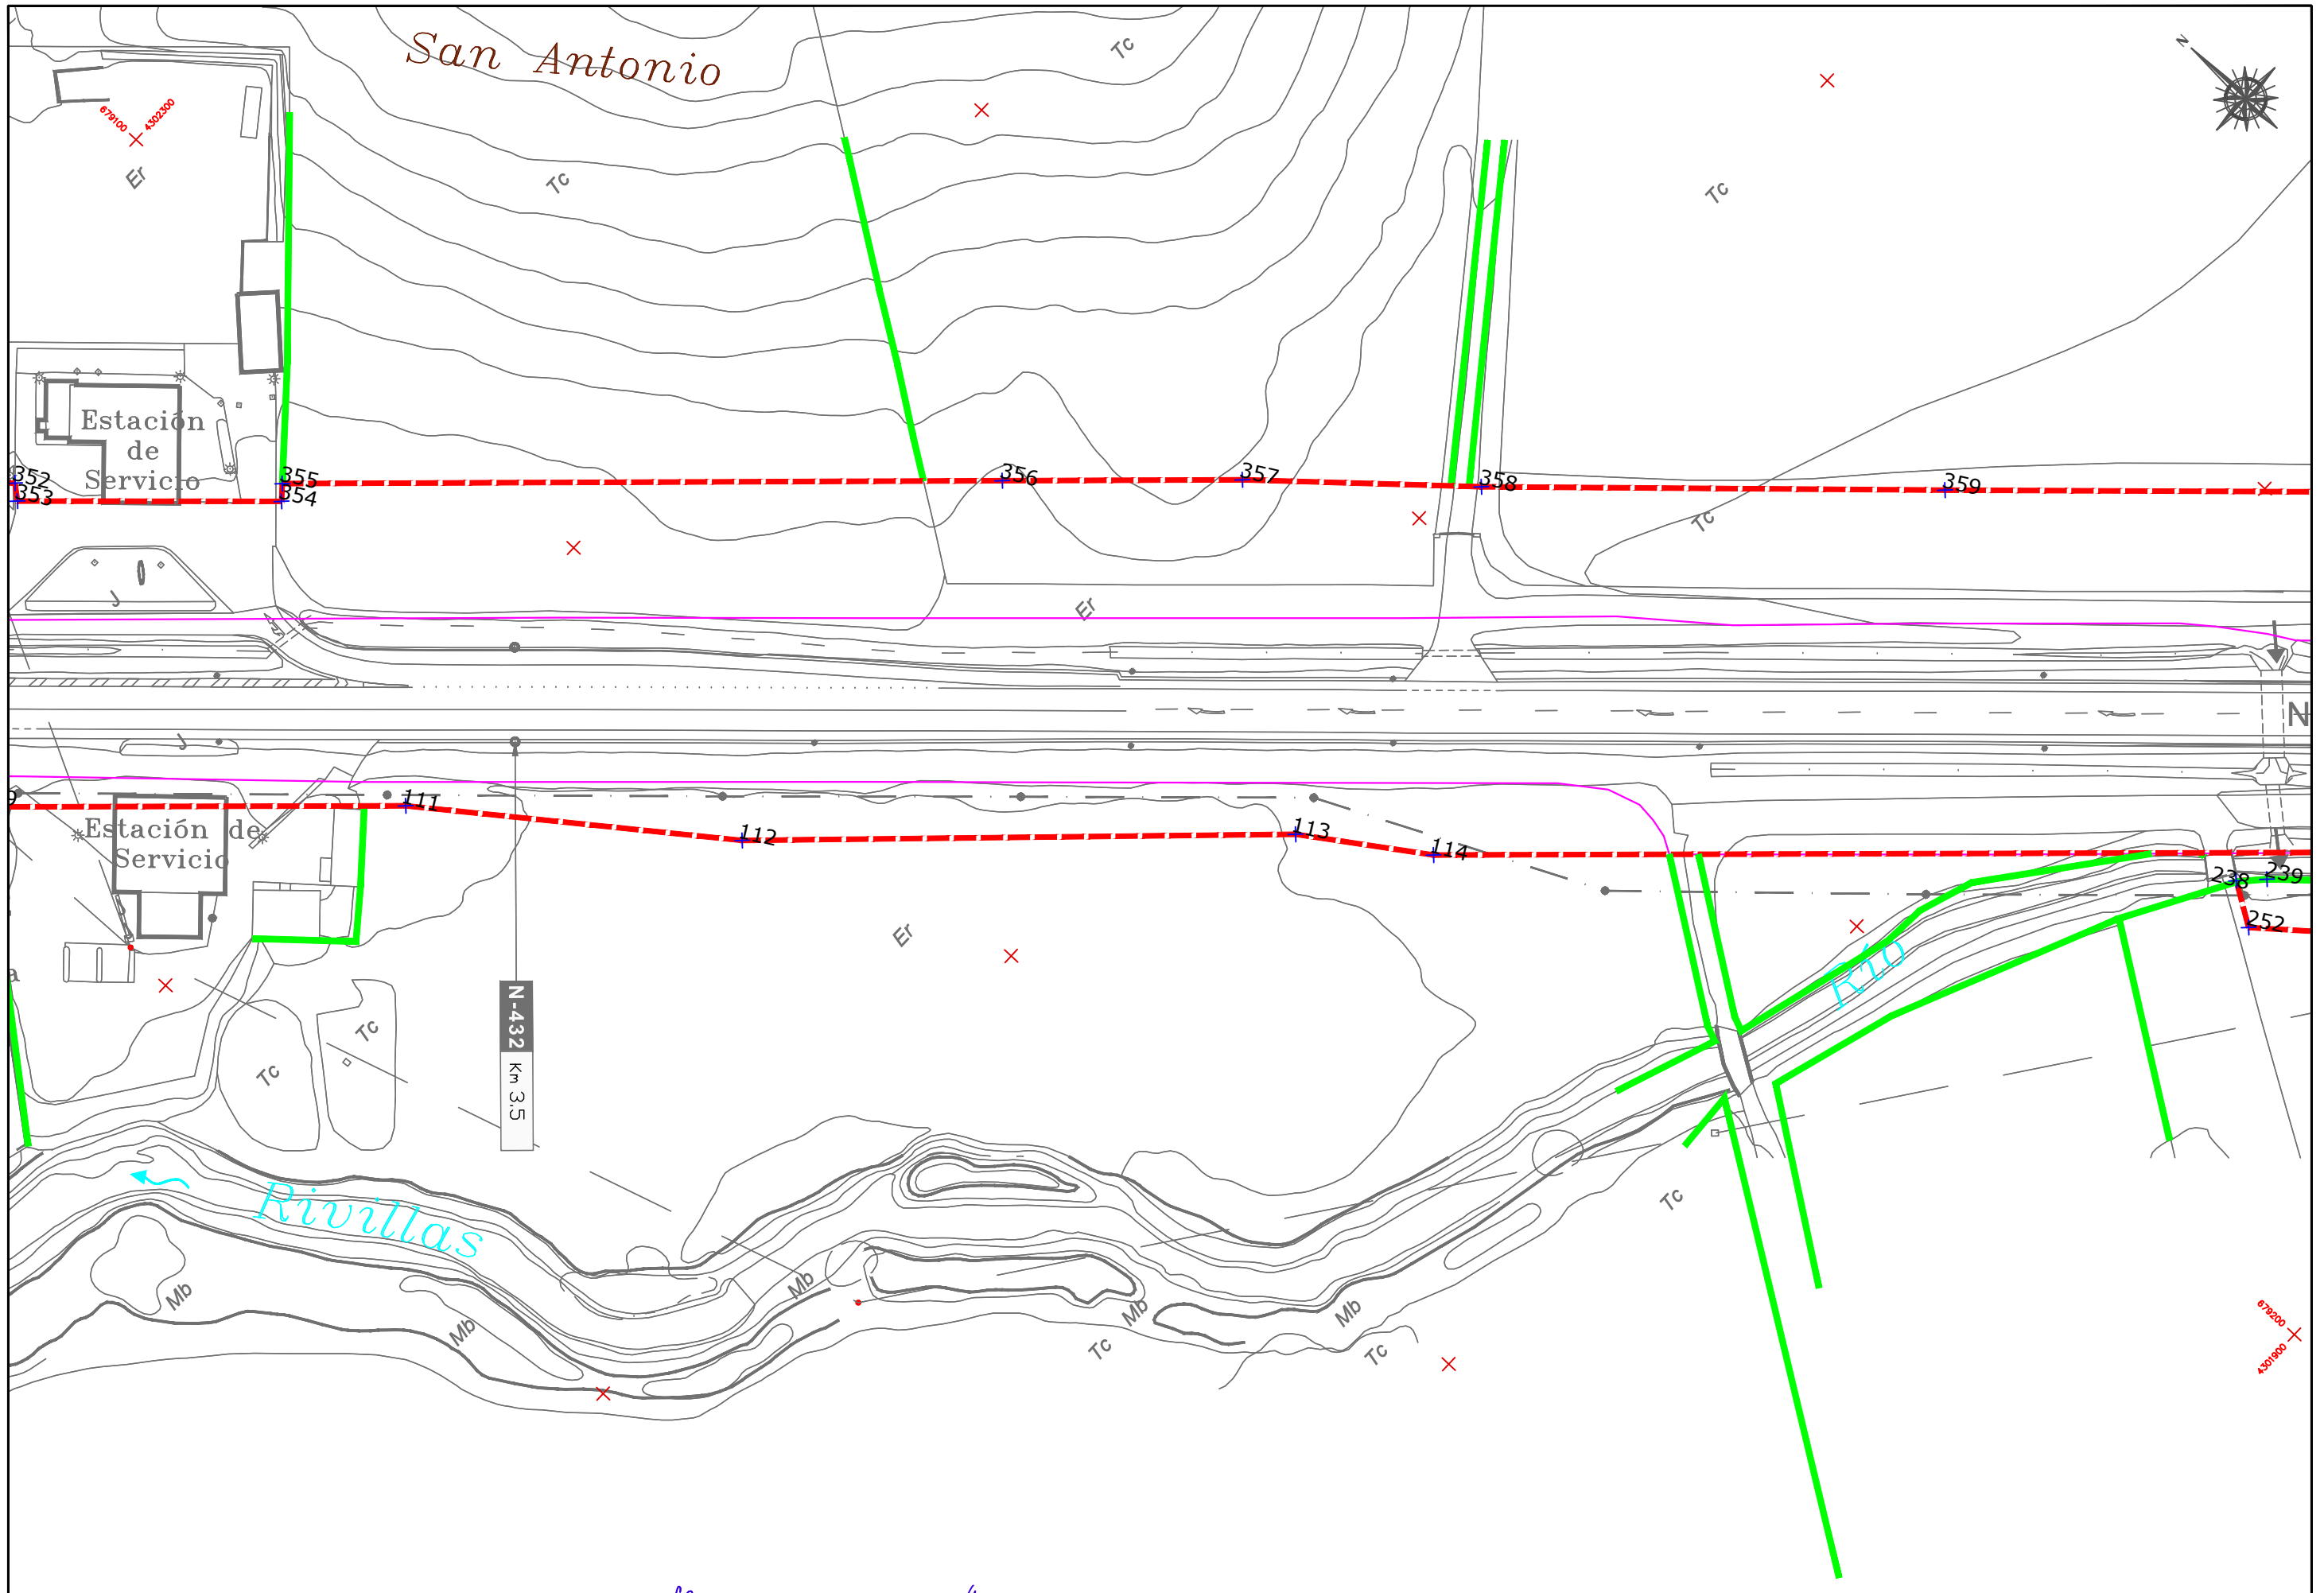 San Antonio
Tc
N
679100
4302300
Er
Tc
Tc
Estación
de
Servicio
352
353
355
354
356
357
358
359
Tc
J
Er
N
J
111
112
113
114
Estación de
Servicio
238
239
252
Er
Río
a
N-432
Km 3.5
Tc
Tc
Rivillas
Tc
Mb
Mb
Mb
Mb
Mb
Tc
Tc
679200
4301900